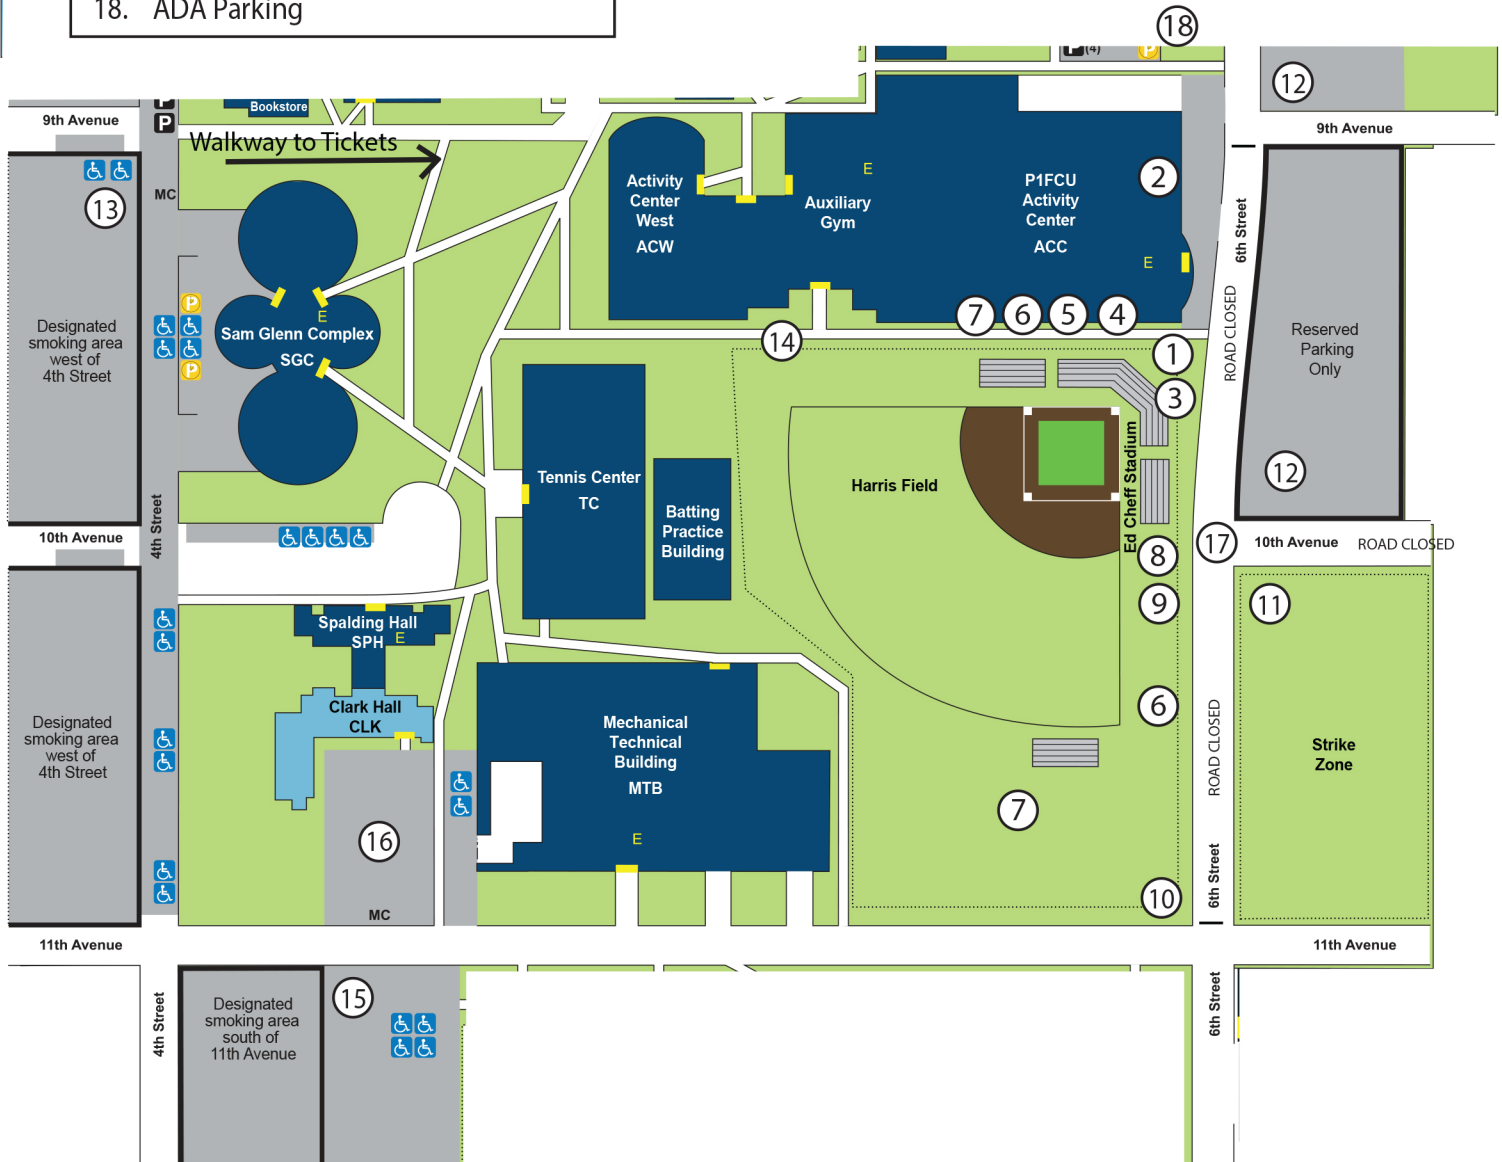 18. ADA Parking
18
P (4) P
12
Bookstore
P
P
9th Avenue
9th Avenue
Walkway to Tickets
MC
13
Activity
Center
West
ACW
E
Auxiliary
Gym
P1FCU
Activity
Center
ACC
2
E
6th Street
Designated
smoking area
west of
4th Street
P
P
E
Sam Glenn Complex
SGC
7
6
5
4
14
1
3
ROAD CLOSED
Reserved
Parking
Only
12
Tennis Center
TC
Batting
Practice
Building
Harris Field
Ed Cheff Stadium
4th Street
10th Avenue
8
17
10th Avenue
ROAD CLOSED
9
11
Spalding Hall
SPH
E
Clark Hall
CLK
Designated
smoking area
west of
4th Street
Mechanical
Technical
Building
MTB
E
6
ROAD CLOSED
Strike
Zone
7
16
MC
10
6th Street
11th Avenue
11th Avenue
4th Street
Designated
smoking area
south of
11th Avenue
15
6th Street